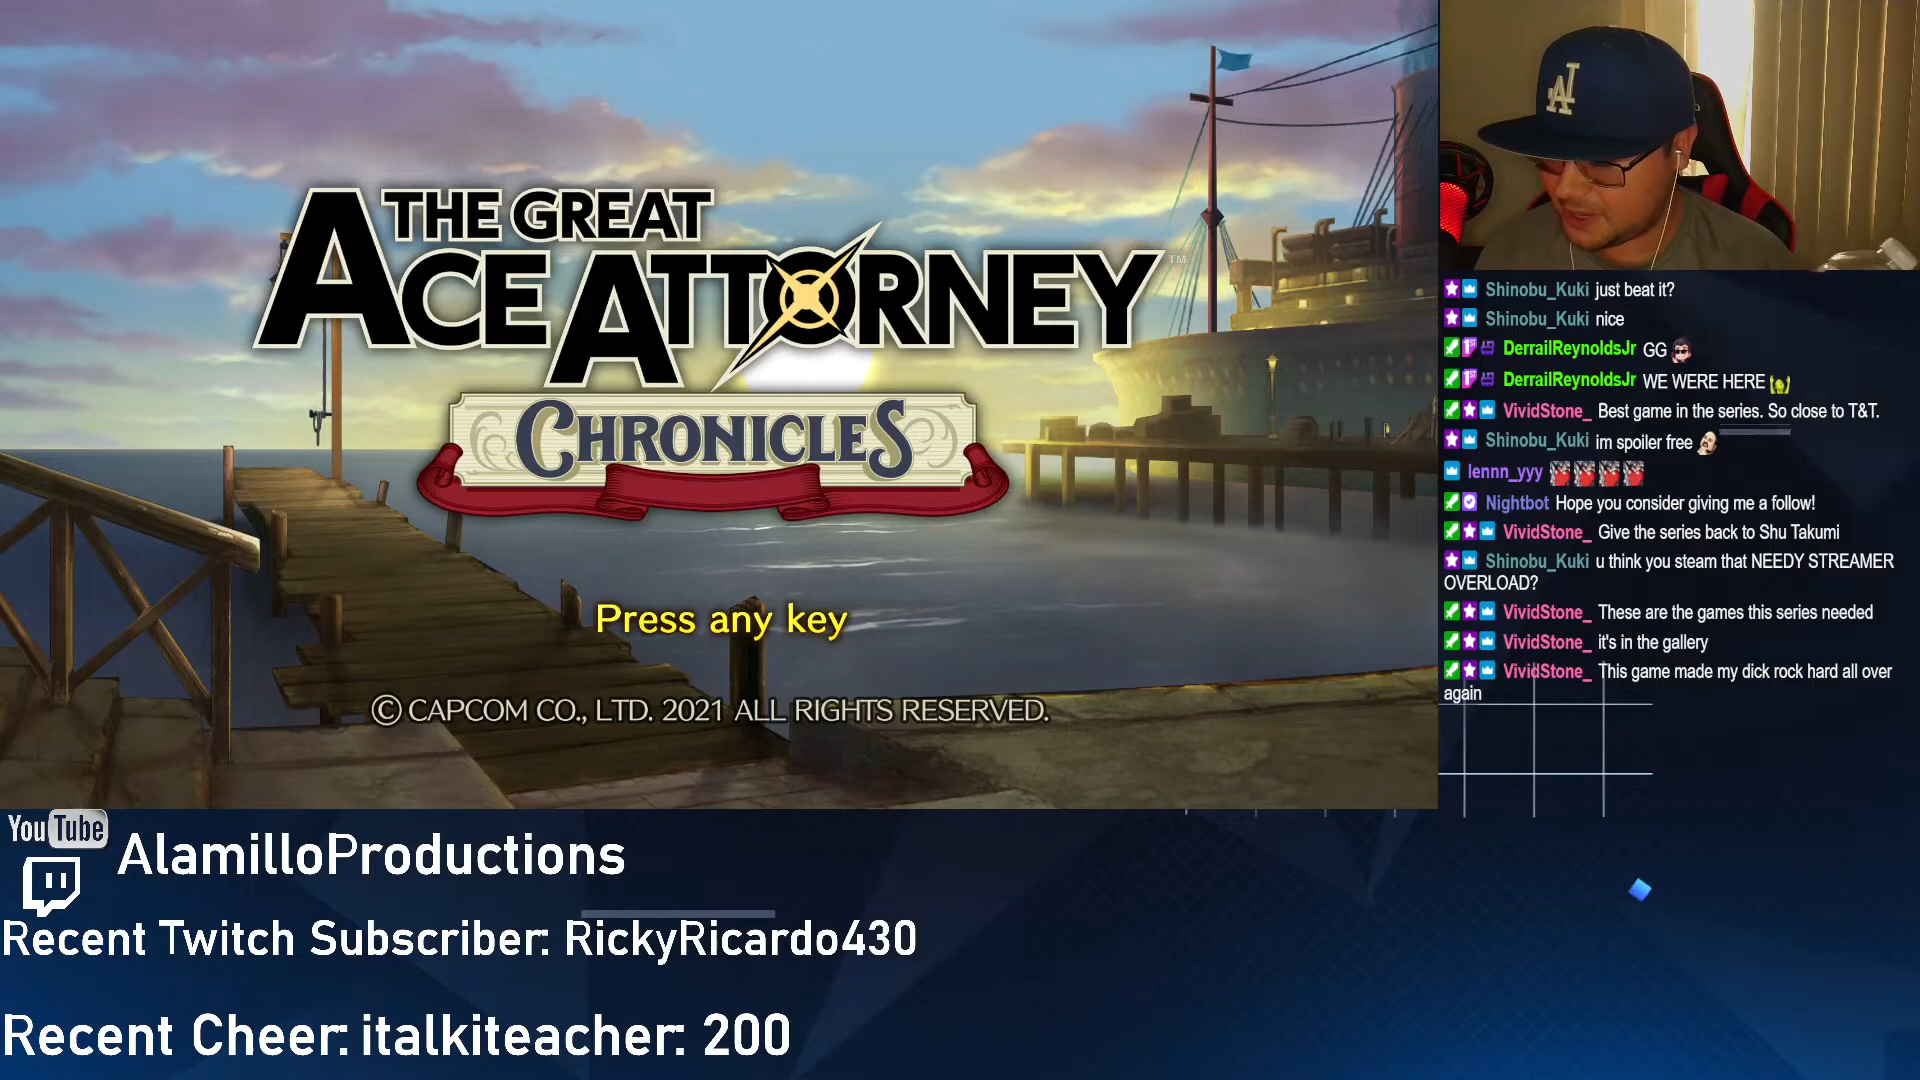 THE GREAT
ACE ATTORNEY™
CHRONICLES
Press any key
© CAPCOM CO., LTD. 2021 ALL RIGHTS RESERVED.
LA
Shinobu_Kuki just beat it?
Shinobu_Kuki nice
1ST DerrailReynoldsJr GG
1ST DerrailReynoldsJr WE WERE HERE
VividStone_ Best game in the series. So close to T&T.
Shinobu_Kuki im spoiler free
lennn_yyy
Nightbot Hope you consider giving me a follow!
VividStone_ Give the series back to Shu Takumi
Shinobu_Kuki u think you steam that NEEDY STREAMER
OVERLOAD?
VividStone_ These are the games this series needed
VividStone_ it's in the gallery
VividStone_ This game made my dick rock hard all over
again
YouTube
AlamilloProductions
Recent Twitch Subscriber: RickyRicardo430
Recent Cheer: italkiteacher: 200